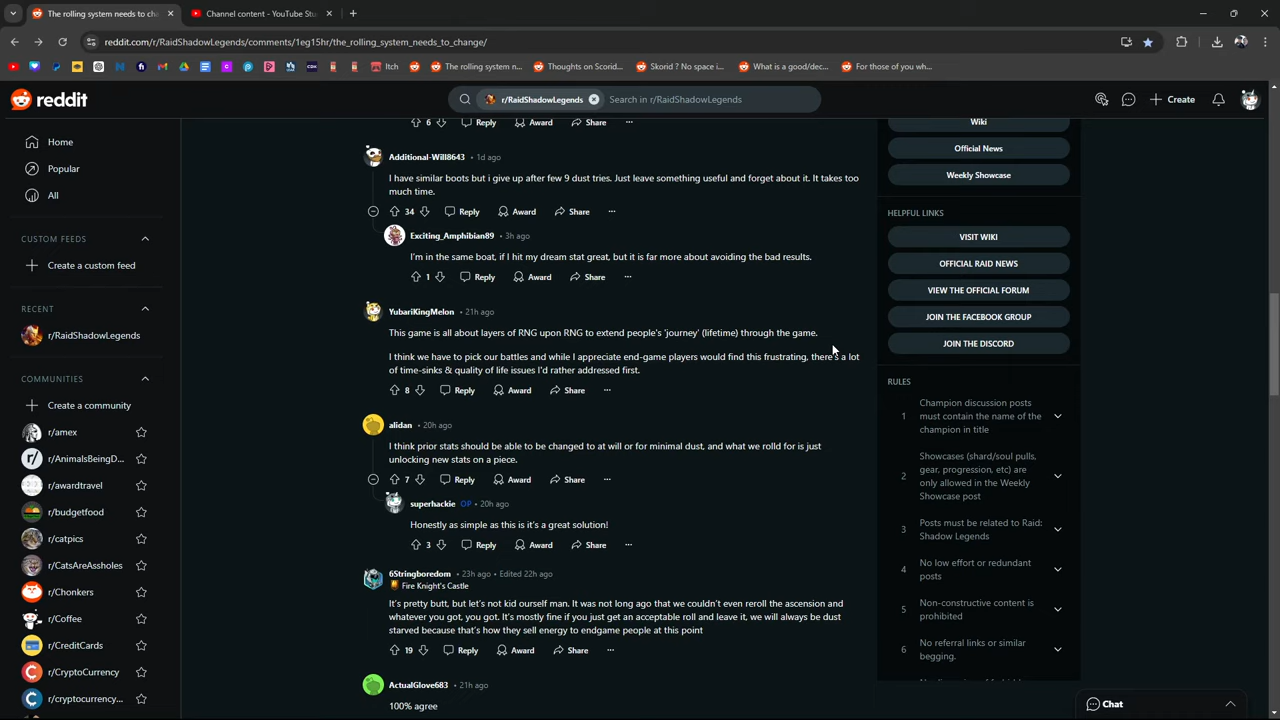 The rolling system needs to cha
Channel content - YouTube Stu
reddit.com/r/RaidShadowLegends/comments/1eg15hr/the_rolling_system_needs_to_change/
Itch
The rolling system n...
Thoughts on Scorid...
Skorid ? No space i...
What is a good/dec...
For those of you wh...
reddit
r/RaidShadowLegends
Search in r/RaidShadowLegends
Create
Home
Popular
All
CUSTOM FEEDS
Create a custom feed
RECENT
r/RaidShadowLegends
COMMUNITIES
Create a community
r/amex
r/AnimalsBeingD...
r/awardtravel
r/budgetfood
r/catpics
r/CatsAreAssholes
r/Chonkers
r/Coffee
r/CreditCards
r/CryptoCurrency
r/cryptocurrency...
6 Reply Award Share ...
Additional-Will8643 • 1d ago
I have similar boots but i give up after few 9 dust tries. Just leave something useful and forget about it. It takes too
much time.
34 Reply Award Share ...
Exciting_Amphibian89 • 3h ago
I'm in the same boat, if I hit my dream stat great, but it is far more about avoiding the bad results.
1 Reply Award Share ...
YubariKingMelon • 21h ago
This game is all about layers of RNG upon RNG to extend people's 'journey' (lifetime) through the game.
I think we have to pick our battles and while I appreciate end-game players would find this frustrating, there's a lot
of time-sinks & quality of life issues I'd rather addressed first.
8 Reply Award Share ...
alidan • 20h ago
I think prior stats should be able to be changed to at will or for minimal dust, and what we rolld for is just
unlocking new stats on a piece.
7 Reply Award Share ...
superhackie OP • 20h ago
Honestly as simple as this is it's a great solution!
3 Reply Award Share ...
6Stringboredom • 23h ago • Edited 22h ago
Fire Knight's Castle
It's pretty butt, but let's not kid ourself man. It was not long ago that we couldn't even reroll the ascension and
whatever you got, you got. It's mostly fine if you just get an acceptable roll and leave it, we will always be dust
starved because that's how they sell energy to endgame people at this point
19 Reply Award Share ...
ActualGlove683 • 21h ago
100% agree
Wiki
Official News
Weekly Showcase
HELPFUL LINKS
VISIT WIKI
OFFICIAL RAID NEWS
VIEW THE OFFICIAL FORUM
JOIN THE FACEBOOK GROUP
JOIN THE DISCORD
RULES
1 Champion discussion posts
must contain the name of the
champion in title
2 Showcases (shard/soul pulls,
gear, progression, etc) are
only allowed in the Weekly
Showcase post
3 Posts must be related to Raid:
Shadow Legends
4 No low effort or redundant
posts
5 Non-constructive content is
prohibited
6 No referral links or similar
begging.
Chat